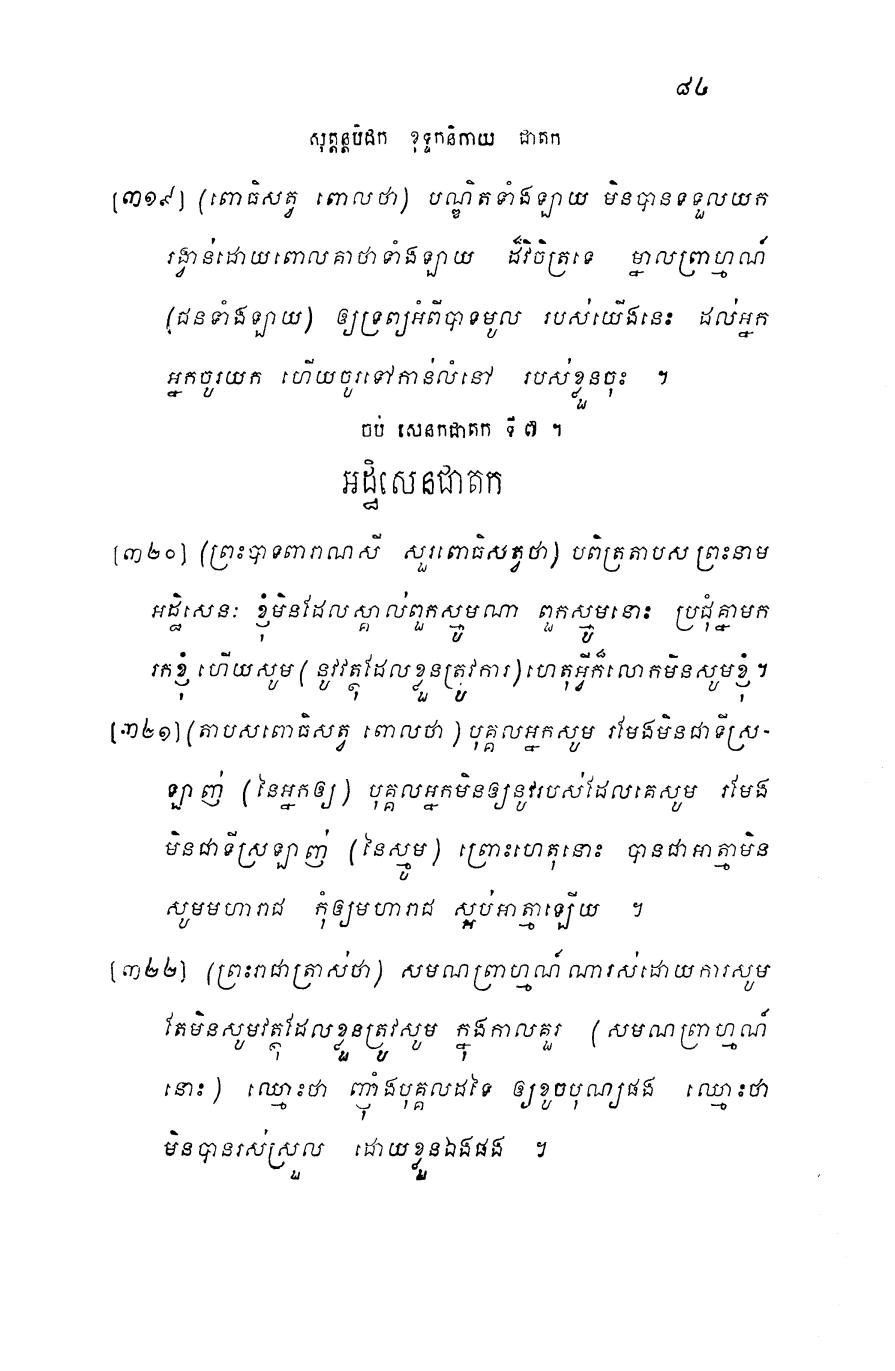 ៨៤
សុត្តន្តបិដក ខុទ្ទកនិកាយ ជាតក
[៣១៩] (ពោធិសត្វ ពោលថា) បណ្ឌិតទាំងឡាយ មិនបានទទួលយក
រង្វាន់ដោយពោលគាថាទាំងឡាយ ដ៏វិចិត្រទេ ម្នាលព្រាហ្មណ៍
(ជនទាំងឡាយ) ឲ្យទ្រព្យអំពីបាទមូល របស់យើងនេះ ដល់អ្នក
អ្នកចូរយក ហើយចូរទៅកាន់លំនៅ របស់ខ្លួនចុះ ។
ចប់ សេនកជាតក ទី ៧ ។
អដ្ឋិសេនជាតក
[៣២០] (ព្រះបាទពារាណសី សួរពោធិសត្វថា) បពិត្រតាបស ព្រះនាម
អដ្ឋិសេនៈ ខ្ញុំមិនដែលស្គាល់ពួកស្មូមណា ពួកស្មូមនោះ ប្រជុំគ្នាមក
រកខ្ញុំ ហើយសូម (នូវវត្ថុដែលខ្លួនត្រូវការ) ហេតុអ្វីក៏លោកមិនសូមខ្ញុំ ។
[៣២១] (តាបសពោធិសត្វ ពោលថា ) បុគ្គលអ្នកសូម រមែងមិនជាទីស្រ-
ឡាញ់ (នៃអ្នកឲ្យ) បុគ្គលអ្នកមិនឲ្យនូវរបស់ដែលគេសូម រមែង
មិនជាទីស្រឡាញ់ (នៃស្មូម) ព្រោះហេតុនោះ បានជាអាត្មាមិន
សូមមហារាជ កុំឲ្យមហារាជ ស្អប់អាត្មាឡើយ ។
[៣២២] (ព្រះរាជាត្រាស់ថា) សមណព្រាហ្មណ៍ ណារស់ដោយការសូម
តែមិនសូមវត្ថុដែលខ្លួនត្រូវសូម ក្នុងកាលគួរ (សមណព្រាហ្មណ៍
នោះ) ឈ្មោះថា ញ៉ាំងបុគ្គលដទៃ ឲ្យខូចបុណ្យផង ឈ្មោះថា
មិនបានរស់ស្រួល ដោយខ្លួនឯងផង ។